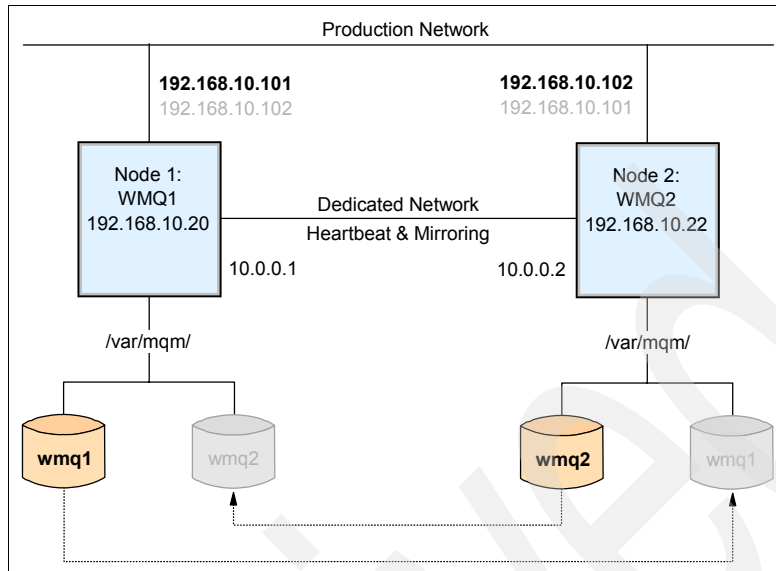 Production Network
192.168.10.101
192.168.10.102
192.168.10.102
192.168.10.101
Node 1:
WMQ1
192.168.10.20
Dedicated Network
Heartbeat & Mirroring
Node 2:
WMQ2
192.168.10.22
10.0.0.1
10.0.0.2
/var/mqm/
/var/mqm/
wmq1
wmq2
wmq2
wmq1